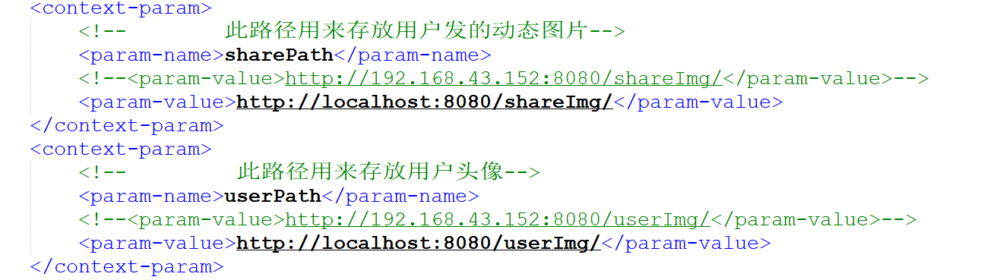 <context-param>
<!-- 此路径用来存放用户发的动态图片-->
<param-name>sharePath</param-name>
<!--<param-value>http://192.168.43.152:8080/shareImg/</param-value>-->
<param-value>http://localhost:8080/shareImg/</param-value>
</context-param>
<context-param>
<!-- 此路径用来存放用户头像-->
<param-name>userPath</param-name>
<!--<param-value>http://192.168.43.152:8080/userImg/</param-value>-->
<param-value>http://localhost:8080/userImg/</param-value>
</context-param>